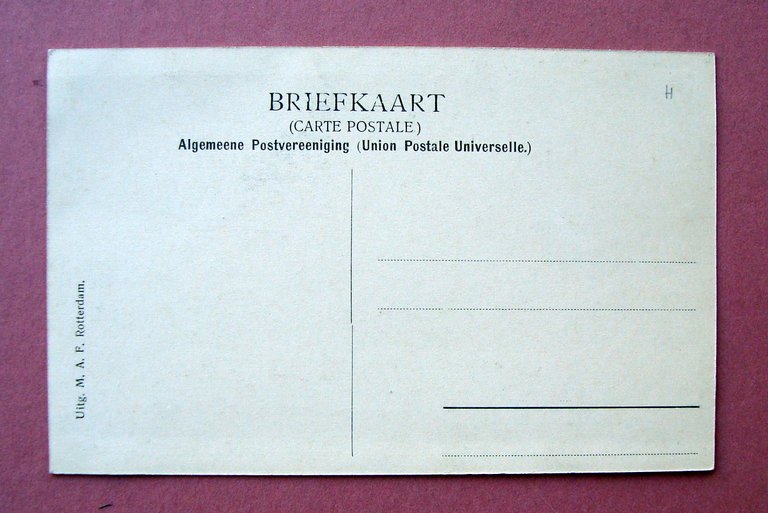 H
BRIEFKAART
(CARTE POSTALE)
Algemeene Postvereeniging (Union Postale Universelle.)
Uitg. M. A. F. Rotterdam.